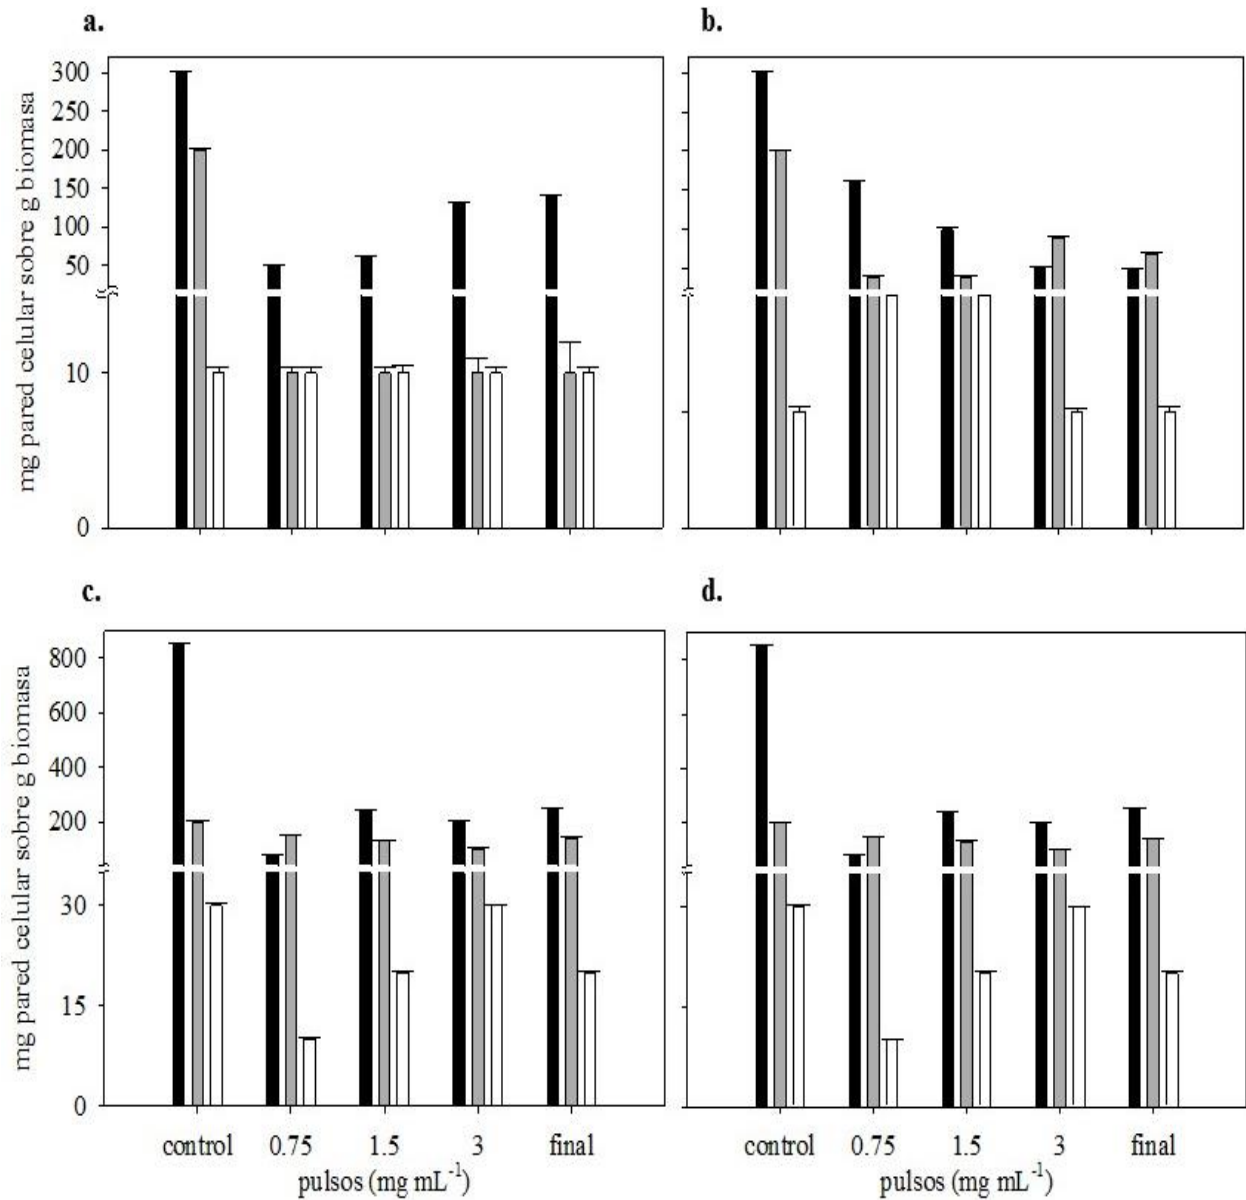 a.
b.
300
250
200
150
100
50
10
0
mg pared celular sobre g biomasa
c.
d.
800
600
400
200
30
15
0
mg pared celular sobre g biomasa
control 0.75 1.5 3 final
pulsos (mg mL⁻¹)
control 0.75 1.5 3 final
pulsos (mg mL⁻¹)